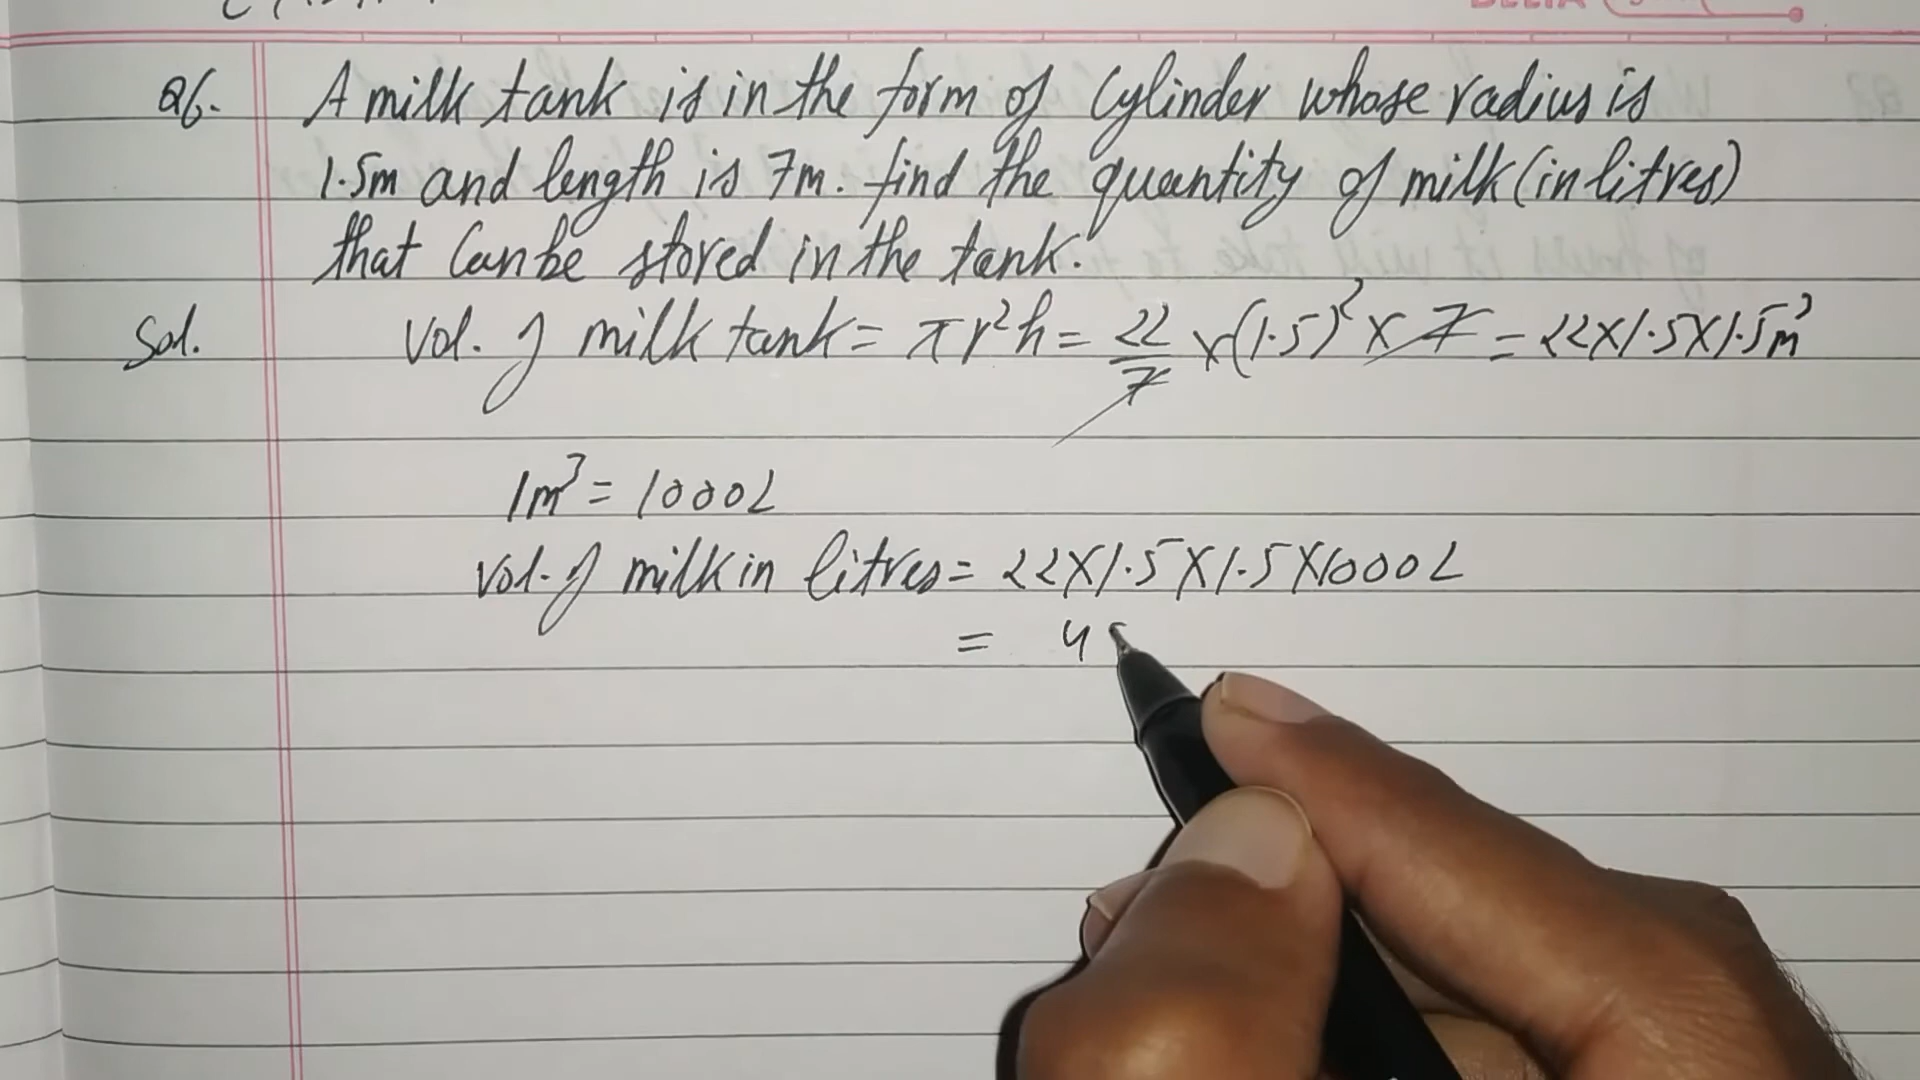 Q6. A milk tank is in the form of Cylinder whose radius is
1.5m and length is 7m. find the quantity of milk (in litres)
that can be stored in the tank.
Sol. Vol. of milk tank = πr²h = 22/7 × (1.5)² × 7 = 22×1.5×1.5m³
1m³ = 1000L
Vol. of milk in litres = 22×1.5×1.5×1000L
= 4